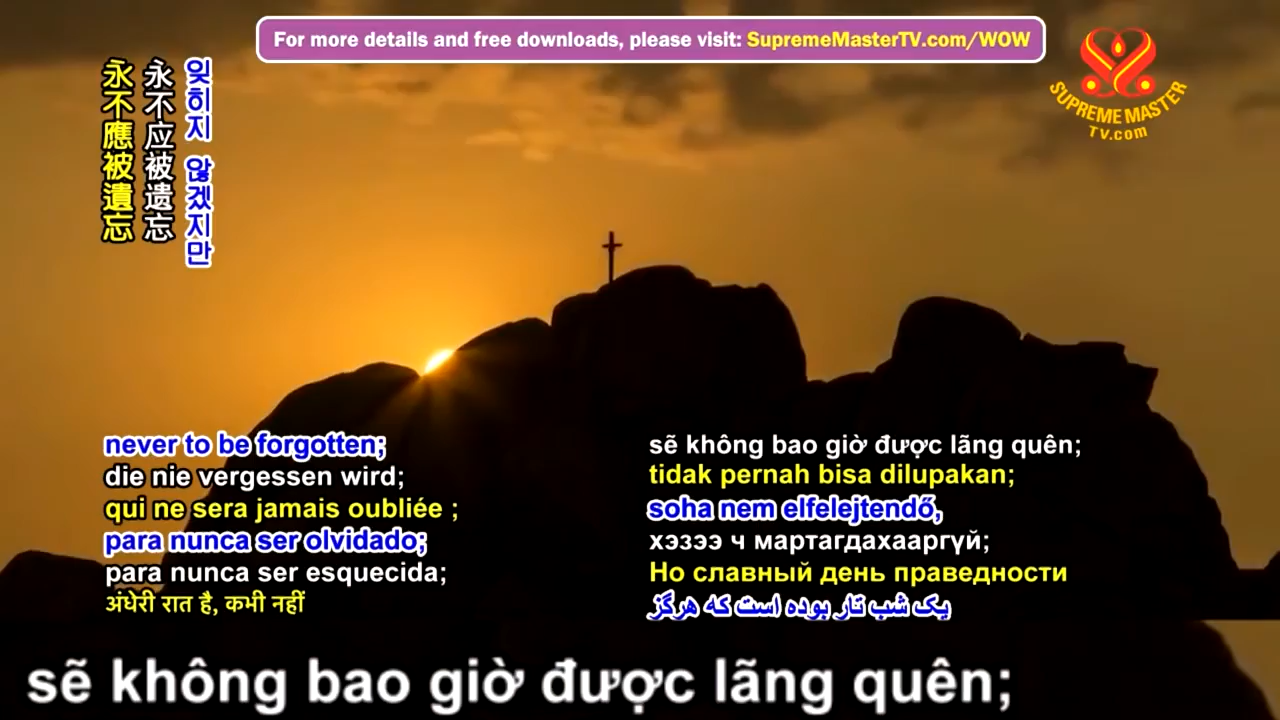 For more details and free downloads, please visit: SupremeMasterTV.com/WOW
SUPREME MASTER
TV.com
잊히지 않겠지만
永不应被遗忘
永不應被遺忘
never to be forgotten;
die nie vergessen wird;
qui ne sera jamais oubliée ;
para nunca ser olvidado;
para nunca ser esquecida;
अंधेरी रात है, कभी नहीं
sẽ không bao giờ được lãng quên;
tidak pernah bisa dilupakan;
soha nem elfelejtendő,
хэзээ ч мартагдахааргүй;
Но славный день праведности
یک شب تار بوده است که هرگز
sẽ không bao giờ được lãng quên;